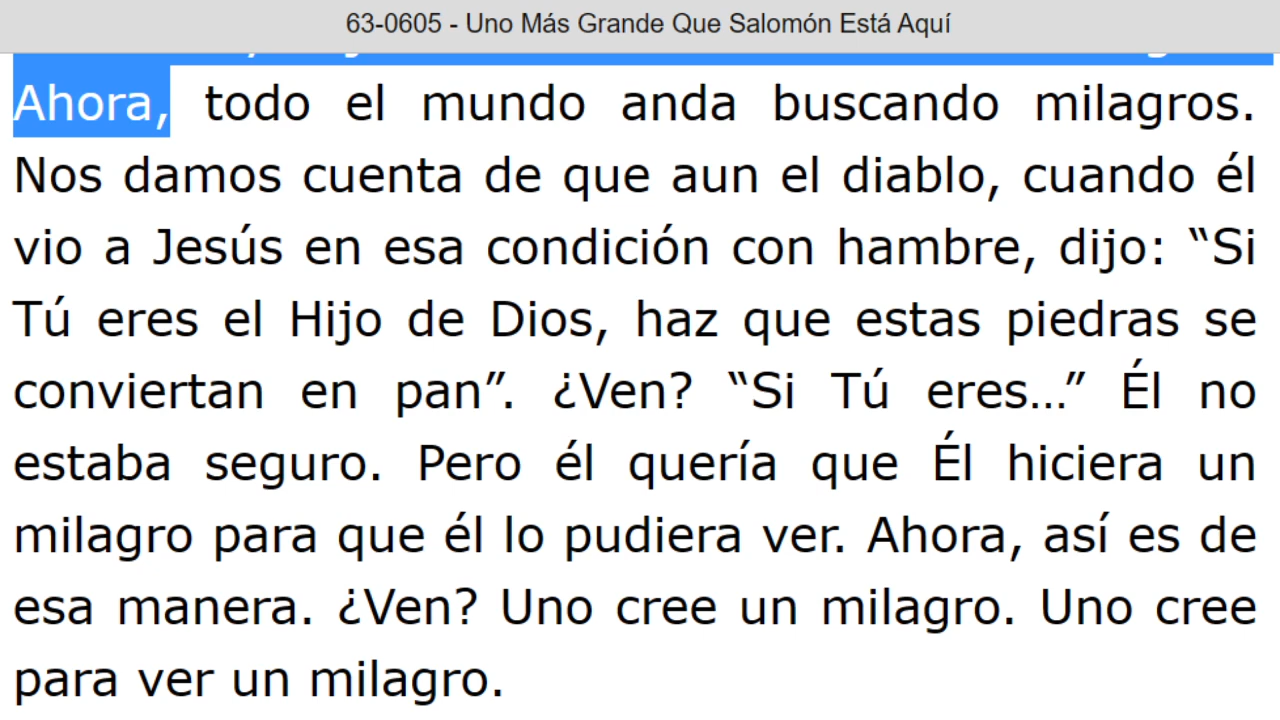 63-0605 - Uno Más Grande Que Salomón Está Aquí
Ahora, todo el mundo anda buscando milagros.
Nos damos cuenta de que aun el diablo, cuando él
vio a Jesús en esa condición con hambre, dijo: “Si
Tú eres el Hijo de Dios, haz que estas piedras se
conviertan en pan”. ¿Ven? “Si Tú eres…” Él no
estaba seguro. Pero él quería que Él hiciera un
milagro para que él lo pudiera ver. Ahora, así es de
esa manera. ¿Ven? Uno cree un milagro. Uno cree
para ver un milagro.